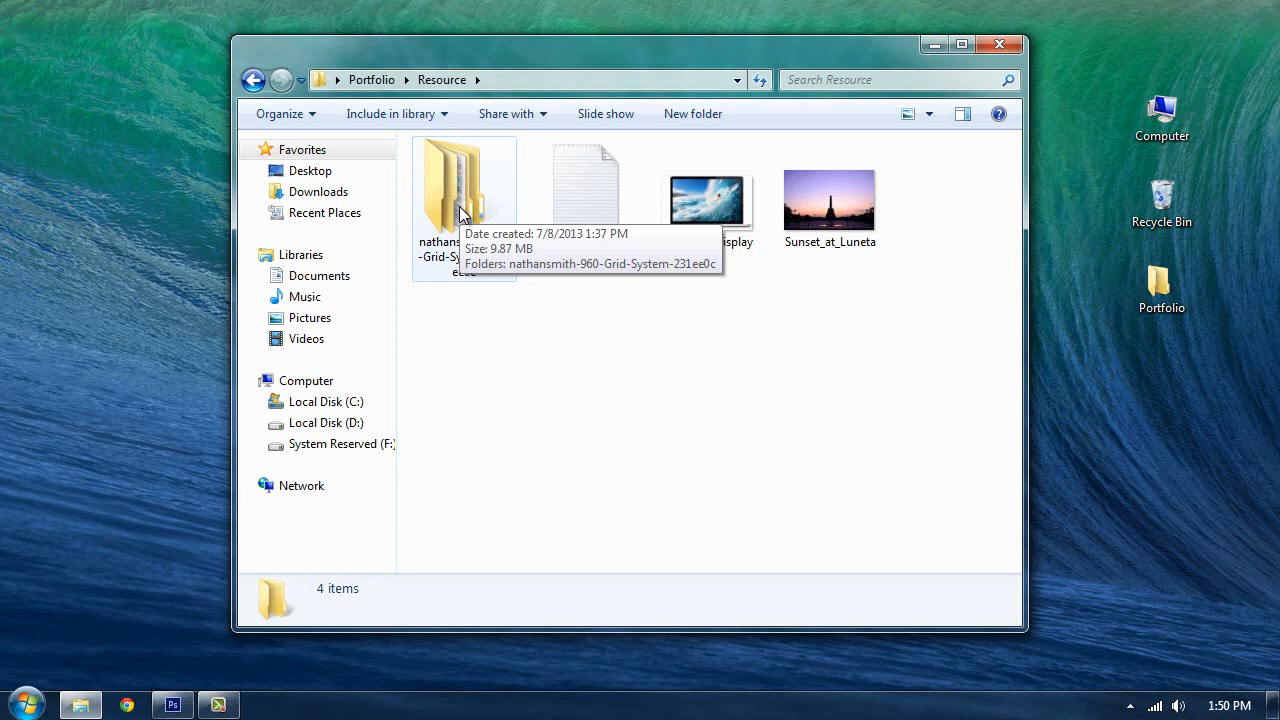 Portfolio Resource
Search Resource
Organize Include in library Share with Slide show New folder
Favorites
Desktop
Downloads
Recent Places
Libraries
Documents
Music
Pictures
Videos
Computer
Local Disk (C:)
Local Disk (D:)
System Reserved (F:)
Network
nathans
-Grid-Sy
Date created: 7/8/2013 1:37 PM
Size: 9.87 MB
Folders: nathansmith-960-Grid-System-231ee0c
isplay
Sunset_at_Luneta
4 items
Computer
Recycle Bin
Portfolio
Ps
1:50 PM